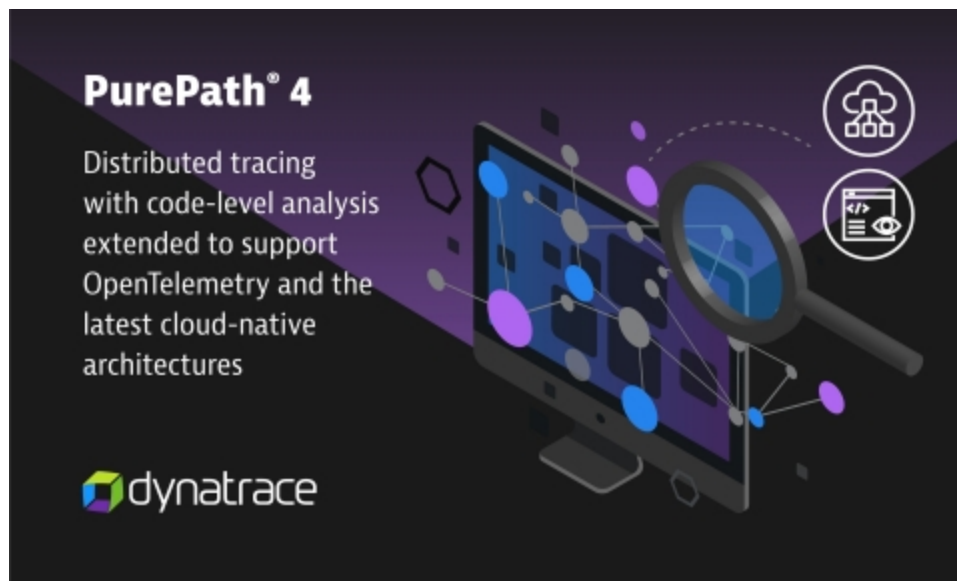 PurePath® 4
Distributed tracing
with code-level analysis
extended to support
OpenTelemetry and the
latest cloud-native
architectures
</>
dynatrace